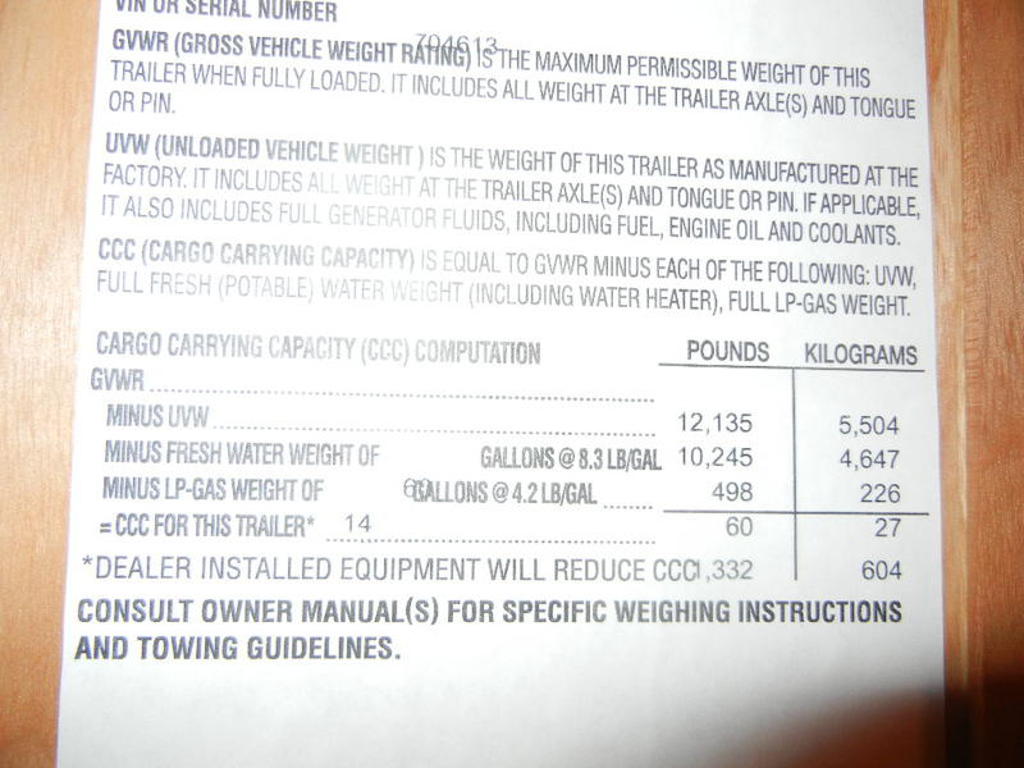 VIN OR SERIAL NUMBER
704613
GVWR (GROSS VEHICLE WEIGHT RATING) IS THE MAXIMUM PERMISSIBLE WEIGHT OF THIS
TRAILER WHEN FULLY LOADED. IT INCLUDES ALL WEIGHT AT THE TRAILER AXLE(S) AND TONGUE
OR PIN.
UVW (UNLOADED VEHICLE WEIGHT ) IS THE WEIGHT OF THIS TRAILER AS MANUFACTURED AT THE
FACTORY. IT INCLUDES ALL WEIGHT AT THE TRAILER AXLE(S) AND TONGUE OR PIN. IF APPLICABLE,
IT ALSO INCLUDES FULL GENERATOR FLUIDS, INCLUDING FUEL, ENGINE OIL AND COOLANTS.
CCC (CARGO CARRYING CAPACITY) IS EQUAL TO GVWR MINUS EACH OF THE FOLLOWING: UVW,
FULL FRESH (POTABLE) WATER WEIGHT (INCLUDING WATER HEATER), FULL LP-GAS WEIGHT.
CARGO CARRYING CAPACITY (CCC) COMPUTATION POUNDS KILOGRAMS
GVWR
MINUS UVW 12,135 5,504
MINUS FRESH WATER WEIGHT OF GALLONS @ 8.3 LB/GAL 10,245 4,647
MINUS LP-GAS WEIGHT OF 60 GALLONS @ 4.2 LB/GAL 498 226
= CCC FOR THIS TRAILER* 14 60 27
*DEALER INSTALLED EQUIPMENT WILL REDUCE CCC 1,332 604
CONSULT OWNER MANUAL(S) FOR SPECIFIC WEIGHING INSTRUCTIONS
AND TOWING GUIDELINES.